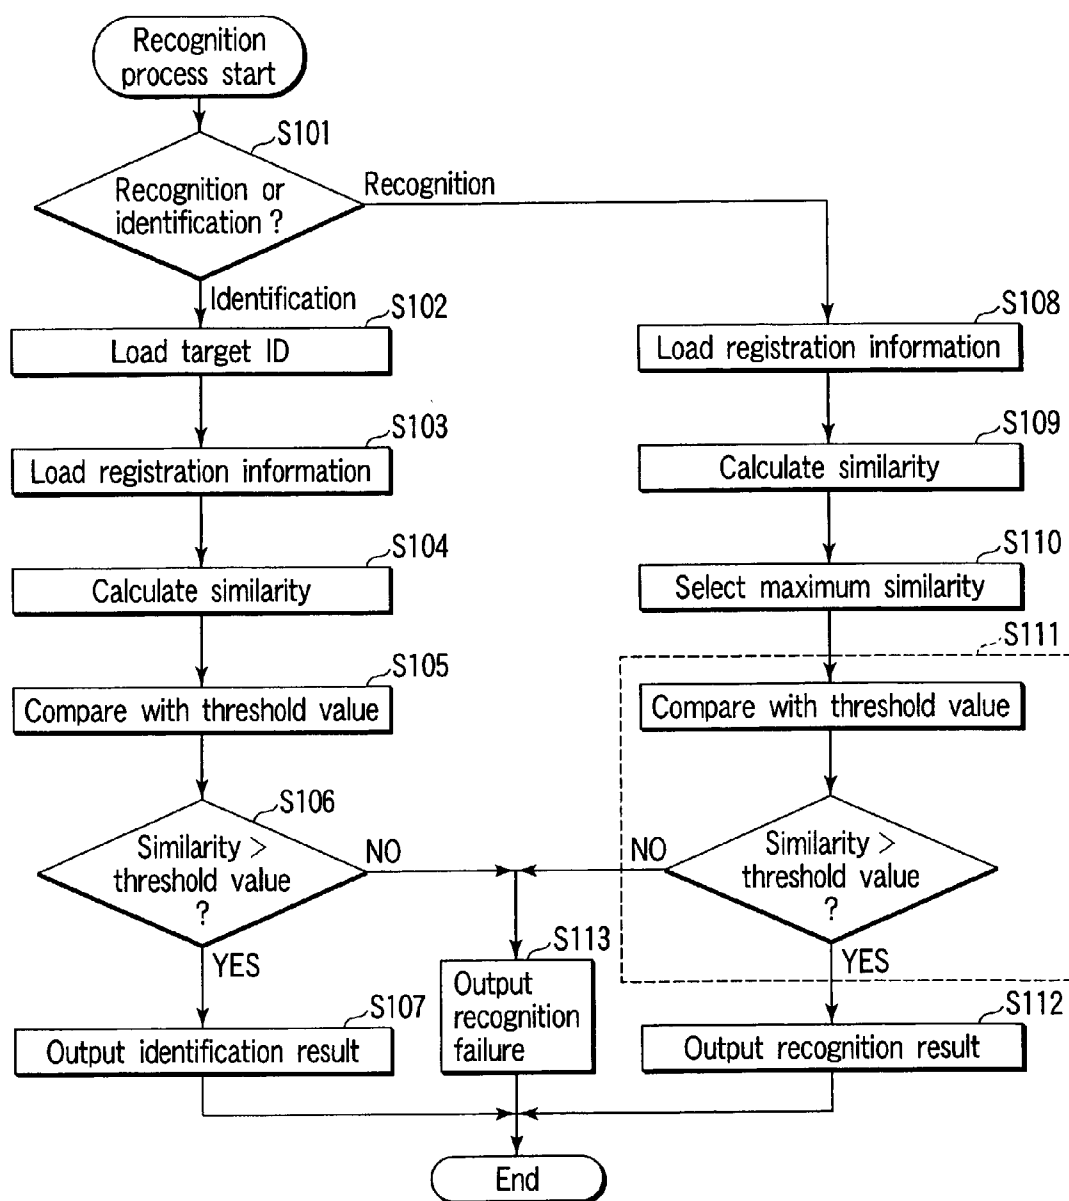 Recognition
process start
S101
Recognition or
identification ?
Recognition
Identification
S102
Load target ID
S103
Load registration information
S104
Calculate similarity
S105
Compare with threshold value
S106
Similarity >
threshold value
?
NO
YES
S107
Output identification result
S108
Load registration information
S109
Calculate similarity
S110
Select maximum similarity
S111
Compare with threshold value
Similarity >
threshold value
?
NO
YES
S112
Output recognition result
S113
Output
recognition
failure
End